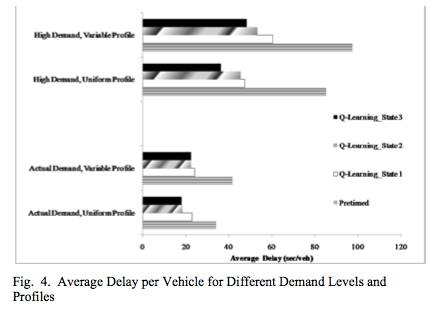 High Demand, Variable Profile
High Demand, Uniform Profile
Actual Demand, Variable Profile
Actual Demand, Uniform Profile
Q-Learning_State3
Q-Learning_State2
Q-Learning_State1
Pretimed
0 20 40 60 80 100 120
Average Delay (sec/veh)
Fig. 4. Average Delay per Vehicle for Different Demand Levels and
Profiles